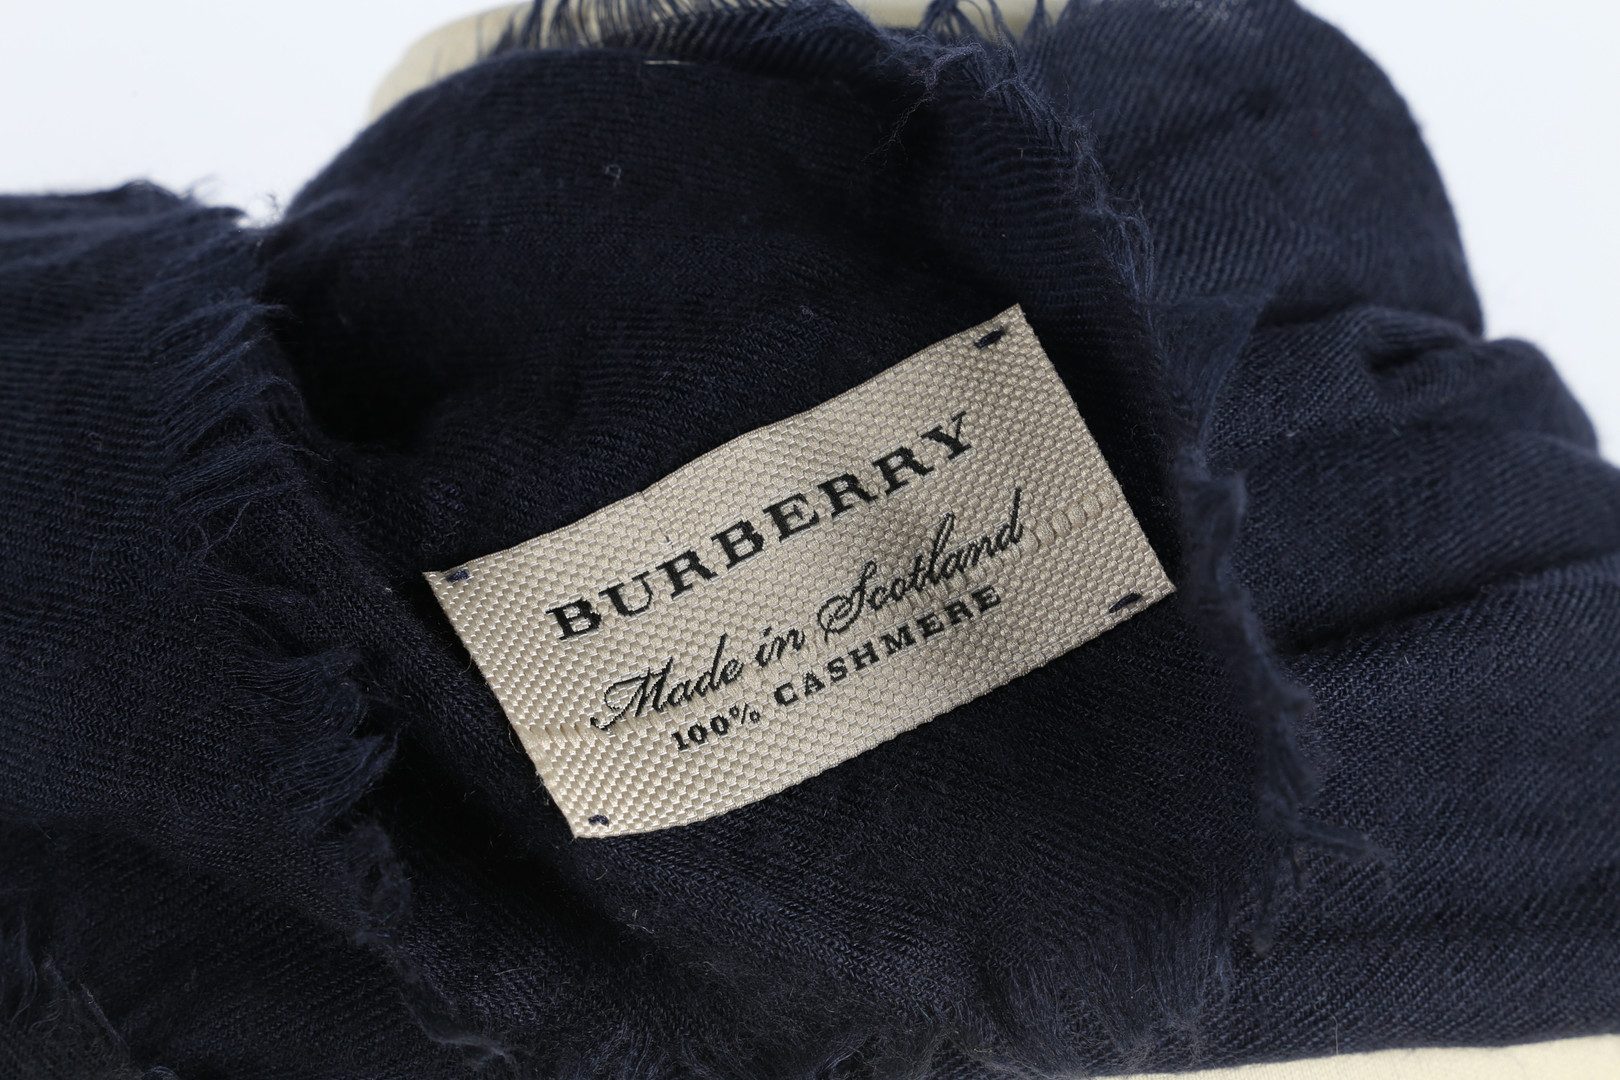 BURBERRY
Made in Scotland
100% CASHMERE